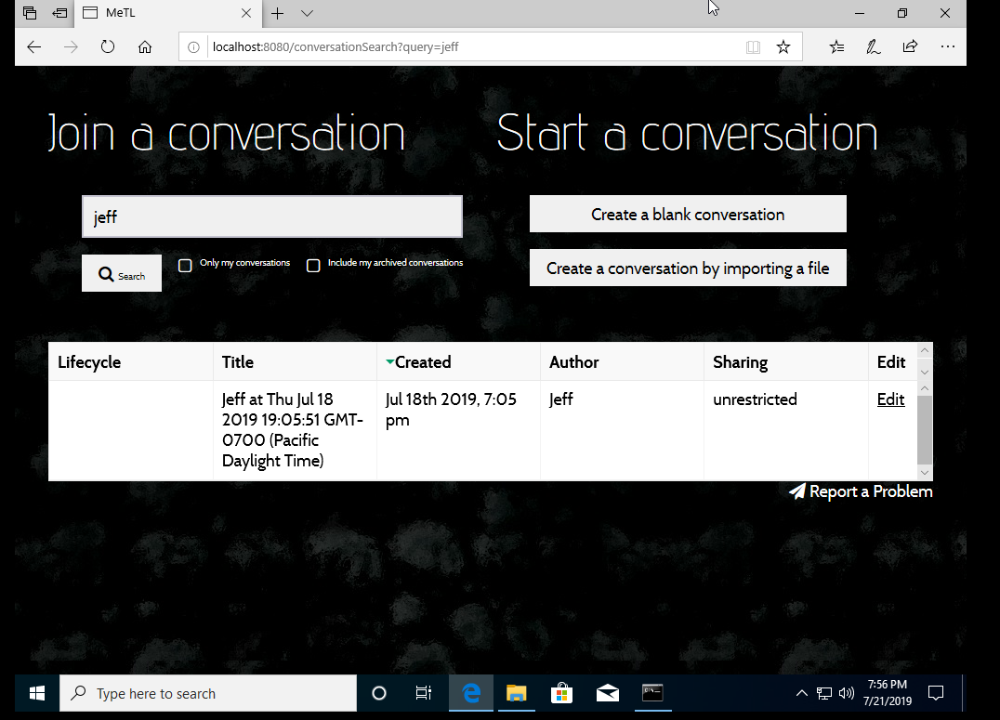 MeTL
localhost:8080/conversationSearch?query=jeff
Join a conversation
Start a conversation
jeff
Create a blank conversation
Search
Only my conversations
Include my archived conversations
Create a conversation by importing a file
Lifecycle Title Created Author Sharing Edit
Jeff at Thu Jul 18 Jul 18th 2019, 7:05 Jeff unrestricted Edit
2019 19:05:51 GMT- pm
0700 (Pacific
Daylight Time)
Report a Problem
Type here to search
7:56 PM
7/21/2019